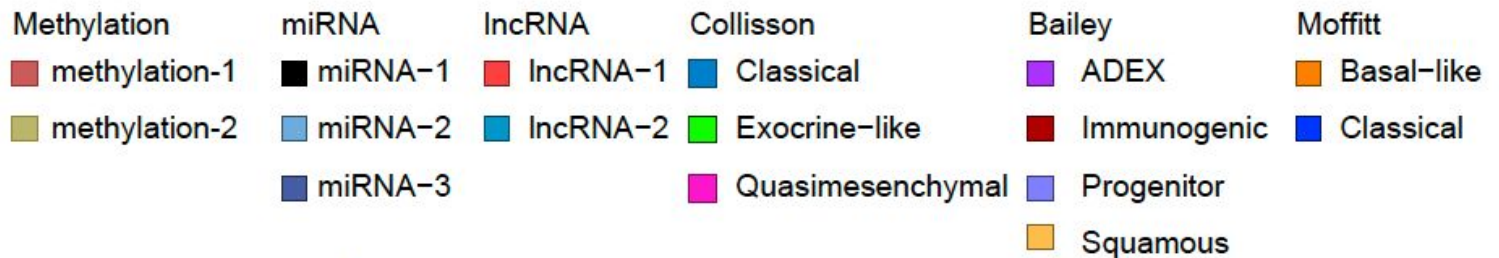 Methylation miRNA lncRNA Collisson Bailey Moffitt
methylation-1 miRNA−1 lncRNA−1 Classical ADEX Basal−like
methylation-2 miRNA−2 lncRNA−2 Exocrine−like Immunogenic Classical
miRNA−3 Quasimesenchymal Progenitor
Squamous